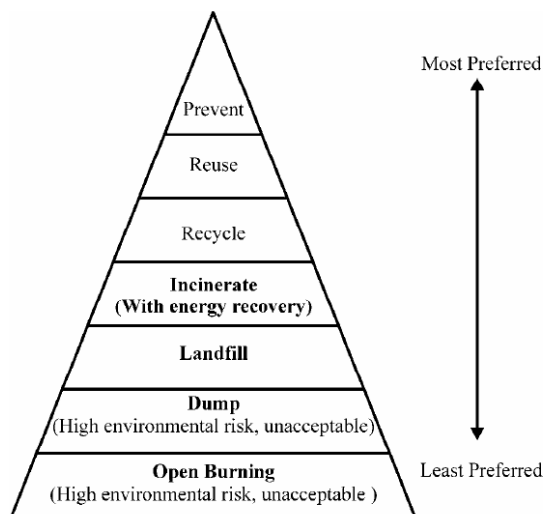 Most Preferred
Prevent
Reuse
Recycle
Incinerate
(With energy recovery)
Landfill
Dump
(High environmental risk, unacceptable)
Open Burning
(High environmental risk, unacceptable )
Least Preferred